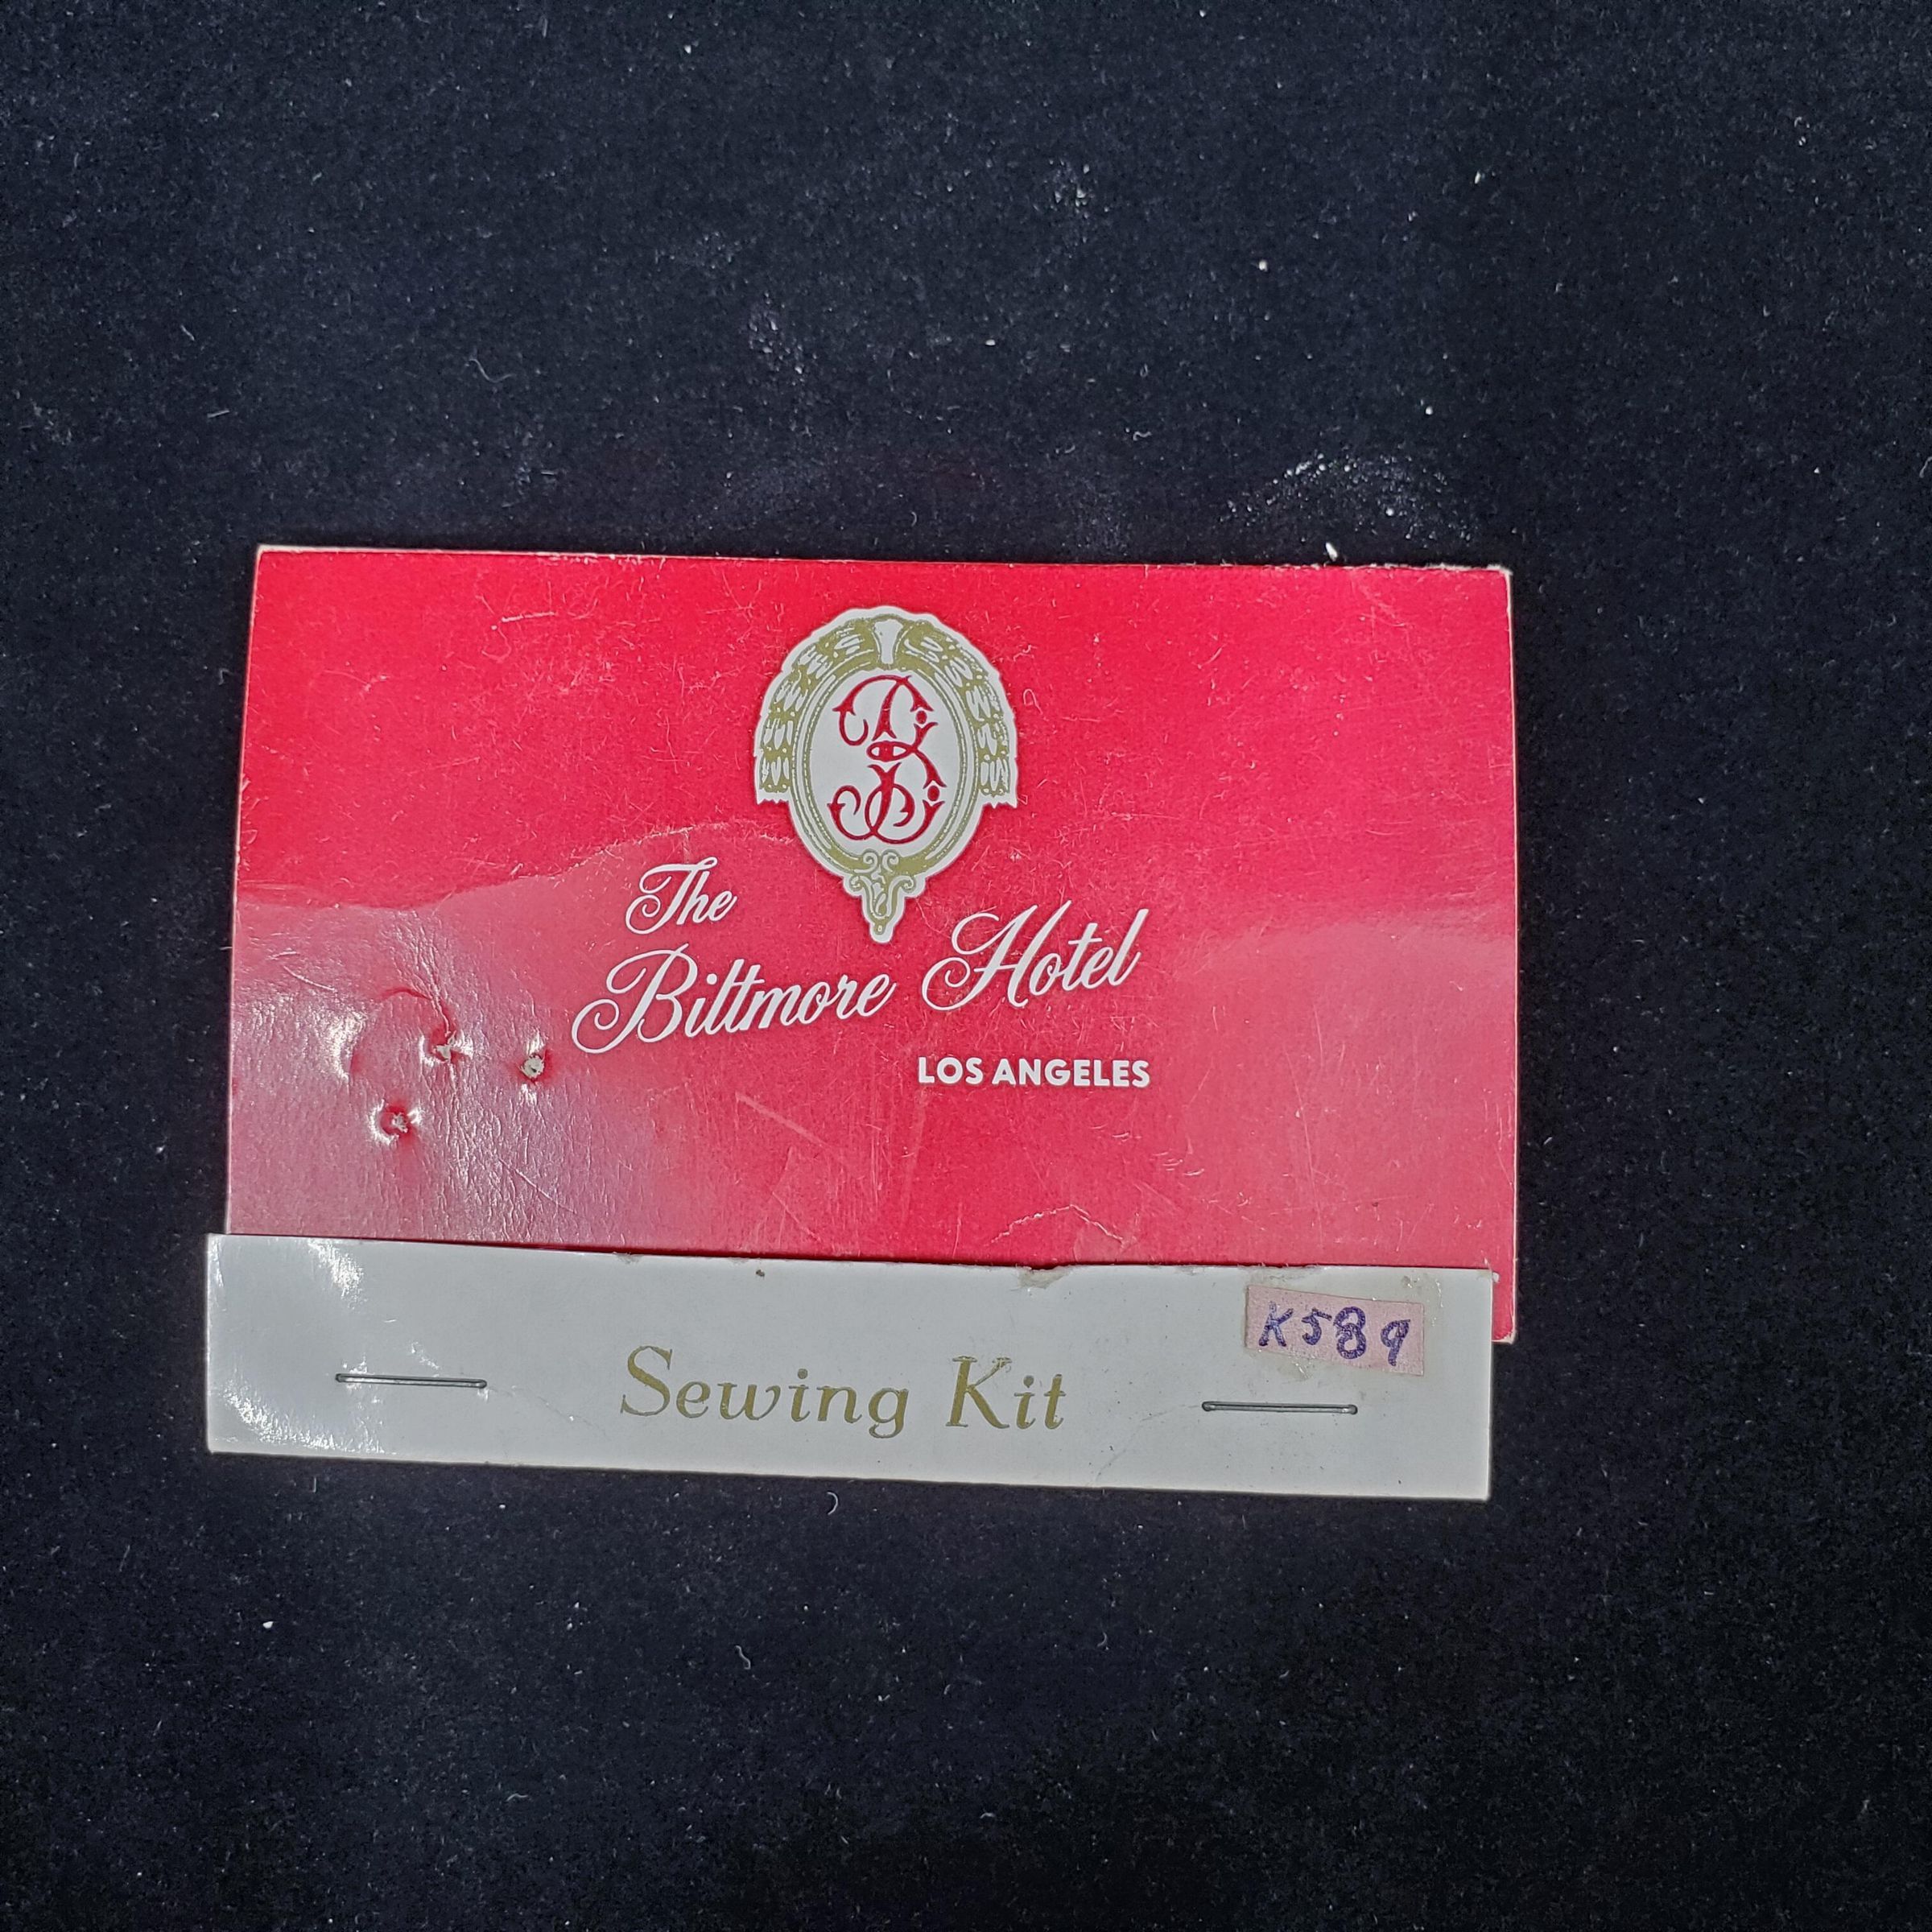 B
The
Biltmore Hotel
LOS ANGELES
K589
Sewing Kit